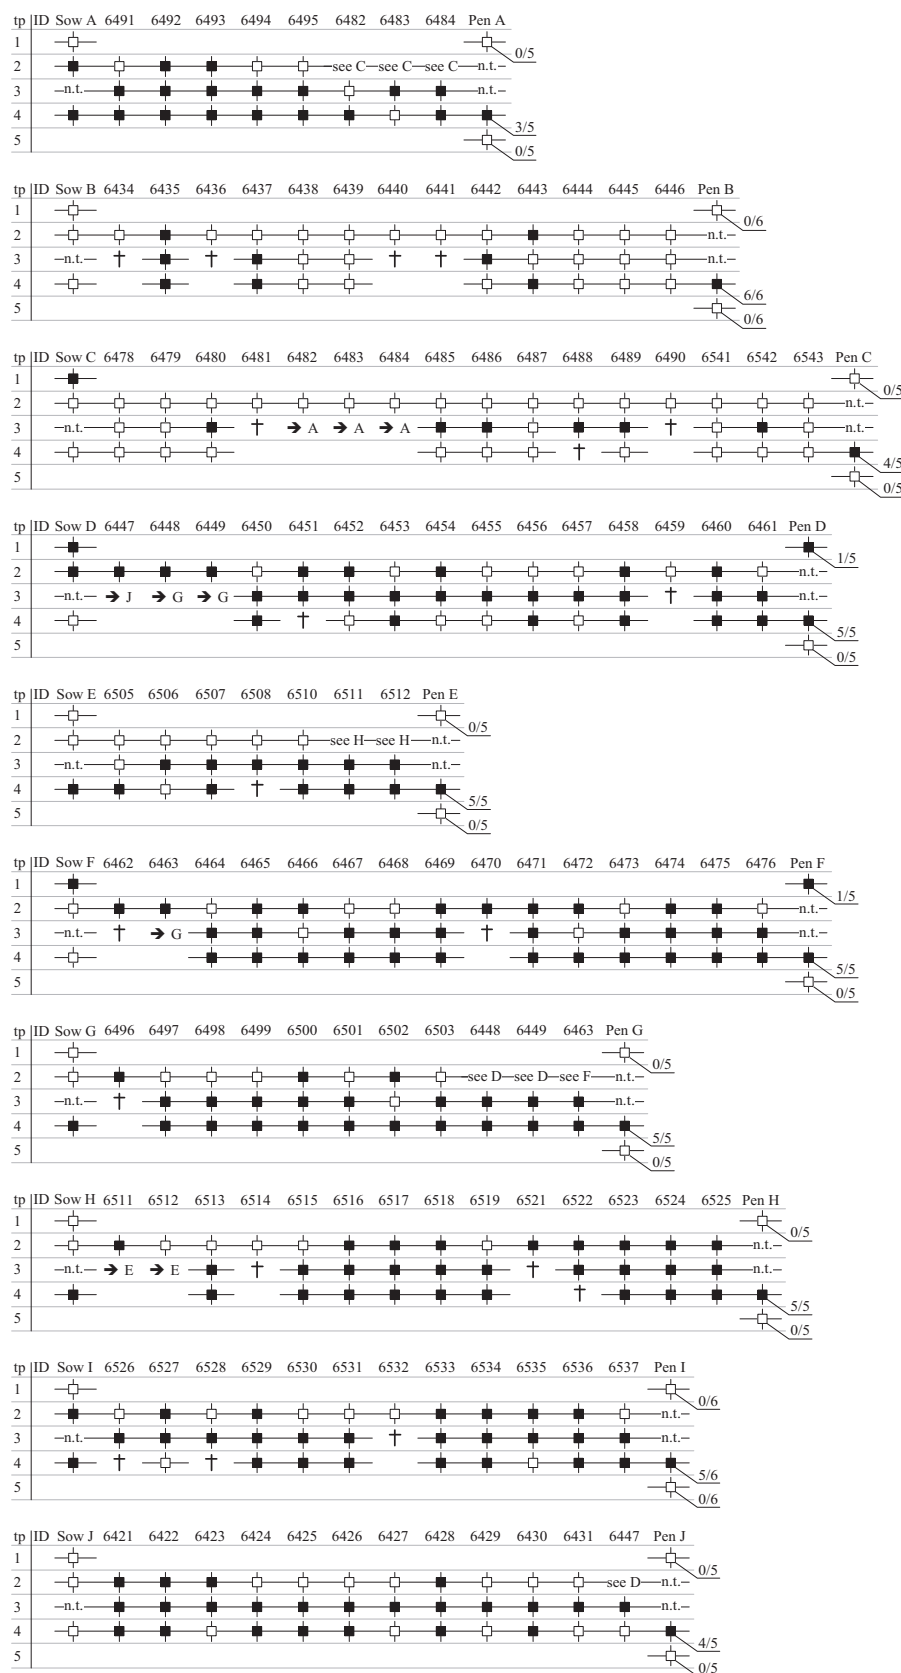 tp ID Sow A 6491 6492 6493 6494 6495 6482 6483 6484 Pen A
1 0/5
2 see C see C see C n.t.
3 n.t. n.t.
4 3/5
5 0/5
tp ID Sow B 6434 6435 6436 6437 6438 6439 6440 6441 6442 6443 6444 6445 6446 Pen B
1 0/6
2 n.t.
3 n.t. † † † † n.t.
4 6/6
5 0/6
tp ID Sow C 6478 6479 6480 6481 6482 6483 6484 6485 6486 6487 6488 6489 6490 6541 6542 6543 Pen C
1 0/5
2 n.t.
3 n.t. † ➔ A ➔ A ➔ A † n.t.
4 † 4/5
5 0/5
tp ID Sow D 6447 6448 6449 6450 6451 6452 6453 6454 6455 6456 6457 6458 6459 6460 6461 Pen D
1 1/5
2 n.t.
3 n.t. ➔ J ➔ G ➔ G † n.t.
4 † 5/5
5 0/5
tp ID Sow E 6505 6506 6507 6508 6510 6511 6512 Pen E
1 0/5
2 see H see H n.t.
3 n.t. n.t.
4 † 5/5
5 0/5
tp ID Sow F 6462 6463 6464 6465 6466 6467 6468 6469 6470 6471 6472 6473 6474 6475 6476 Pen F
1 1/5
2 n.t.
3 n.t. † ➔ G † n.t.
4 5/5
5 0/5
tp ID Sow G 6496 6497 6498 6499 6500 6501 6502 6503 6448 6449 6463 Pen G
1 0/5
2 see D see D see F n.t.
3 n.t. † n.t.
4 5/5
5 0/5
tp ID Sow H 6511 6512 6513 6514 6515 6516 6517 6518 6519 6521 6522 6523 6524 6525 Pen H
1 0/5
2 n.t.
3 n.t. ➔ E ➔ E † † n.t.
4 † 5/5
5 0/5
tp ID Sow I 6526 6527 6528 6529 6530 6531 6532 6533 6534 6535 6536 6537 Pen I
1 0/6
2 n.t.
3 n.t. † n.t.
4 † † 5/6
5 0/6
tp ID Sow J 6421 6422 6423 6424 6425 6426 6427 6428 6429 6430 6431 6447 Pen J
1 0/5
2 see D n.t.
3 n.t. n.t.
4 4/5
5 0/5